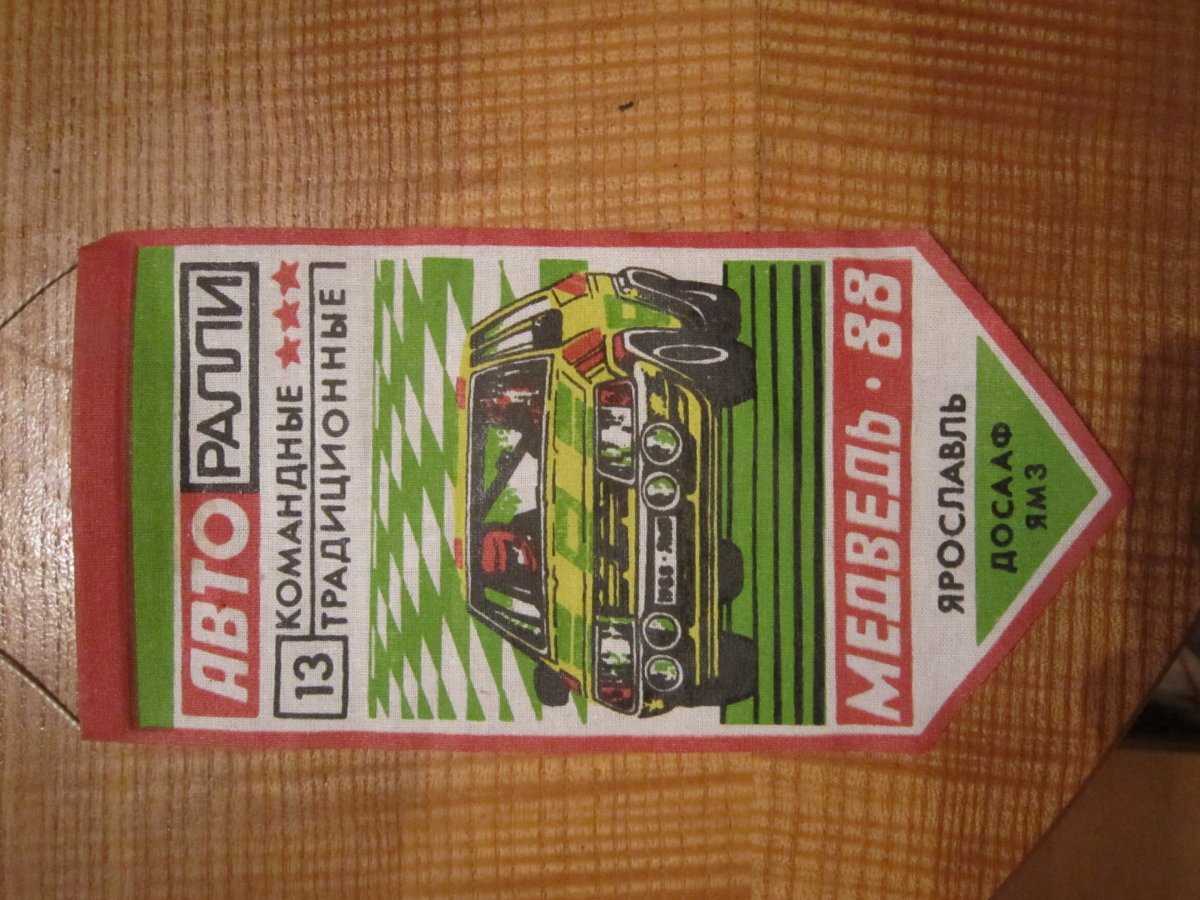 АВТО РАЛЛИ
13 КОМАНДНЫЕ
ТРАДИЦИОННЫЕ
МЕДВЕДЬ·88
ЯРОСЛАВЛЬ
ДОСААФ
ЯМЗ